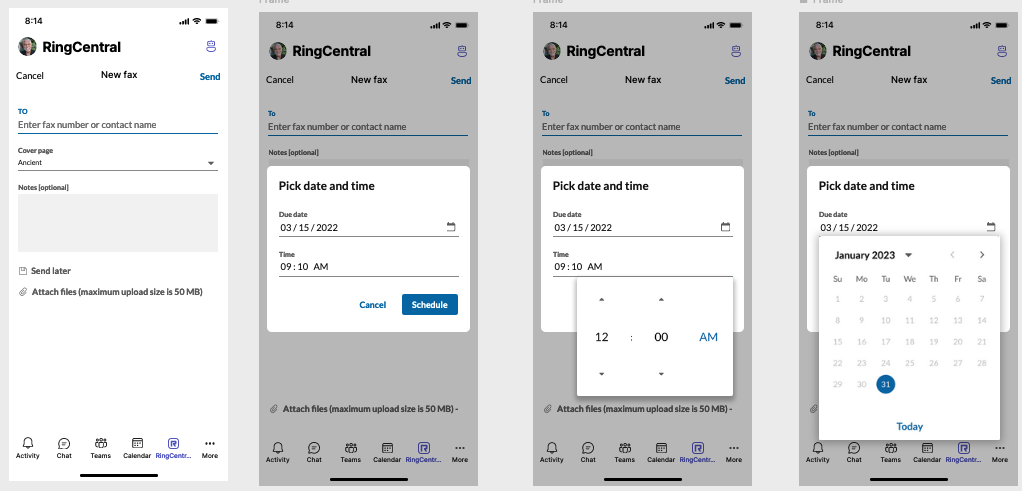 Frame
Frame
Frame
8:14
RingCentral
Cancel New fax Send
TO
Enter fax number or contact name
Cover page
Ancient
Notes [optional]
Send later
Attach files (maximum upload size is 50 MB)
Activity Chat Teams Calendar RingCentr... More
8:14
RingCentral
Cancel New fax Send
To
Enter fax number or contact name
Notes [optional]
Pick date and time
Due date
03 / 15 / 2022
Time
09 : 10 AM
Cancel Schedule
Attach files (maximum upload size is 50 MB) -
Activity Chat Teams Calendar RingCentr... More
8:14
RingCentral
Cancel New fax Send
To
Enter fax number or contact name
Notes [optional]
Pick date and time
Due date
03 / 15 / 2022
Time
09 : 10 AM
12 : 00 AM
Attach files (maximum upload size is 50 MB) -
Activity Chat Teams Calendar RingCentr... More
8:14
RingCentral
Cancel New fax Send
To
Enter fax number or contact name
Notes [optional]
Pick date and time
Due date
03 / 15 / 2022
January 2023
Su Mo Tu We Th Fr Sa
1 2 3 4 5 6 7
8 9 10 11 12 13 14
15 16 17 18 19 20 21
22 23 24 25 26 27 28
29 30 31
Today
Activity Chat Teams Calendar RingCentr... More